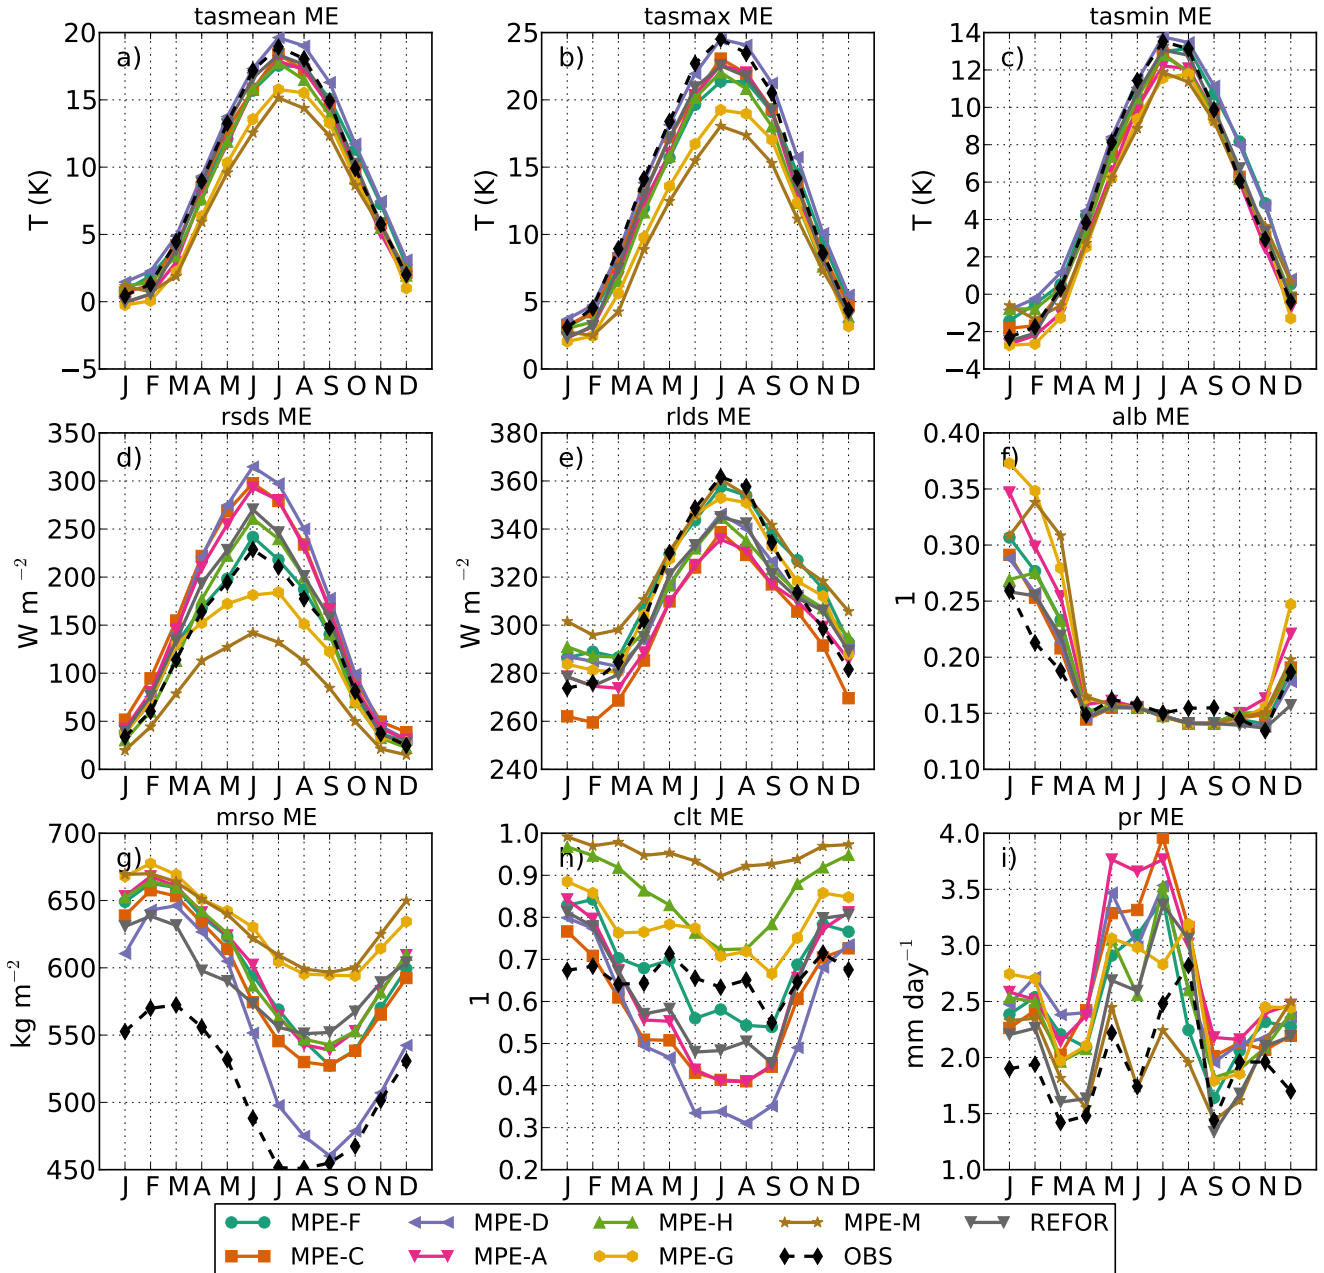 tasmean ME
tasmax ME
tasmin ME
a)
b)
c)
T (K)
20
15
10
5
0
−5
J F M A M J J A S O N D
T (K)
25
20
15
10
5
0
J F M A M J J A S O N D
T (K)
14
12
10
8
6
4
2
0
−2
−4
J F M A M J J A S O N D
rsds ME
rlds ME
alb ME
d)
e)
f)
W m −2
350
300
250
200
150
100
50
0
J F M A M J J A S O N D
W m −2
380
360
340
320
300
280
260
240
J F M A M J J A S O N D
1
0.40
0.35
0.30
0.25
0.20
0.15
0.10
J F M A M J J A S O N D
mrso ME
clt ME
pr ME
g)
h)
i)
kg m−2
700
650
600
550
500
450
J F M A M J J A S O N D
1
1.0
0.9
0.8
0.7
0.6
0.5
0.4
0.3
0.2
J F M A M J J A S O N D
mm day−1
4.0
3.5
3.0
2.5
2.0
1.5
1.0
J F M A M J J A S O N D
MPE-F MPE-D MPE-H MPE-M REFOR
MPE-C MPE-A MPE-G OBS